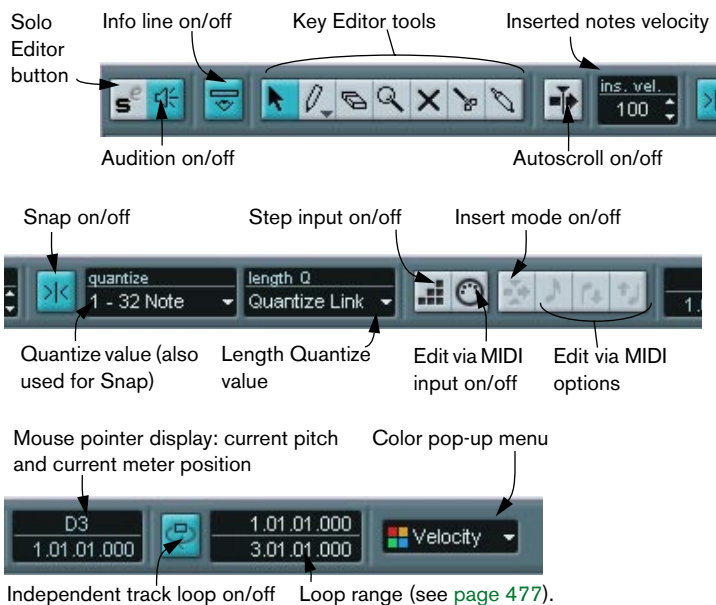 Solo
Editor
button
Info line on/off
Key Editor tools
Inserted notes velocity
se
ins. vel.
100
Audition on/off
Autoscroll on/off
Snap on/off
Step input on/off
Insert mode on/off
quantize
1 - 32 Note
length Q
Quantize Link
Quantize value (also
used for Snap)
Length Quantize
value
Edit via MIDI
input on/off
Edit via MIDI
options
Mouse pointer display: current pitch
and current meter position
Color pop-up menu
D3
1.01.01.000
1.01.01.000
3.01.01.000
Velocity
Independent track loop on/off
Loop range (see page 477).